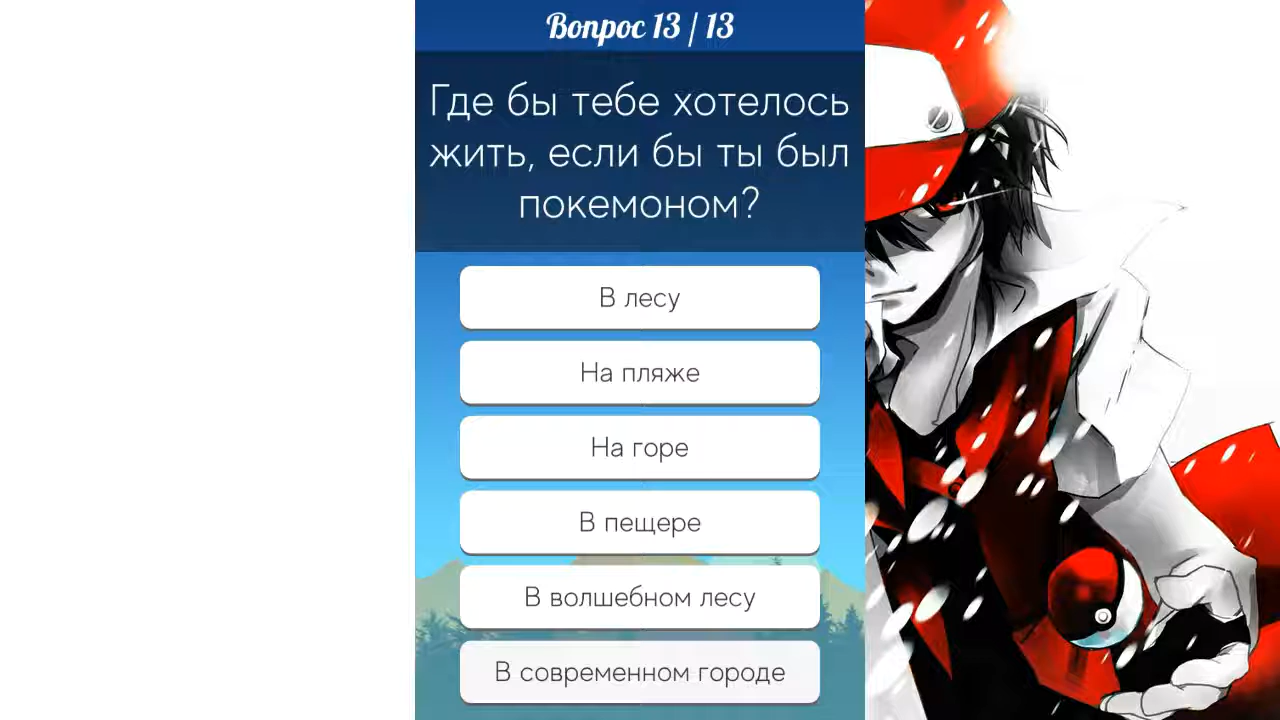 Вопрос 13 / 13
Где бы тебе хотелось
жить, если бы ты был
покемоном?
В лесу
На пляже
На горе
В пещере
В волшебном лесу
В современном городе